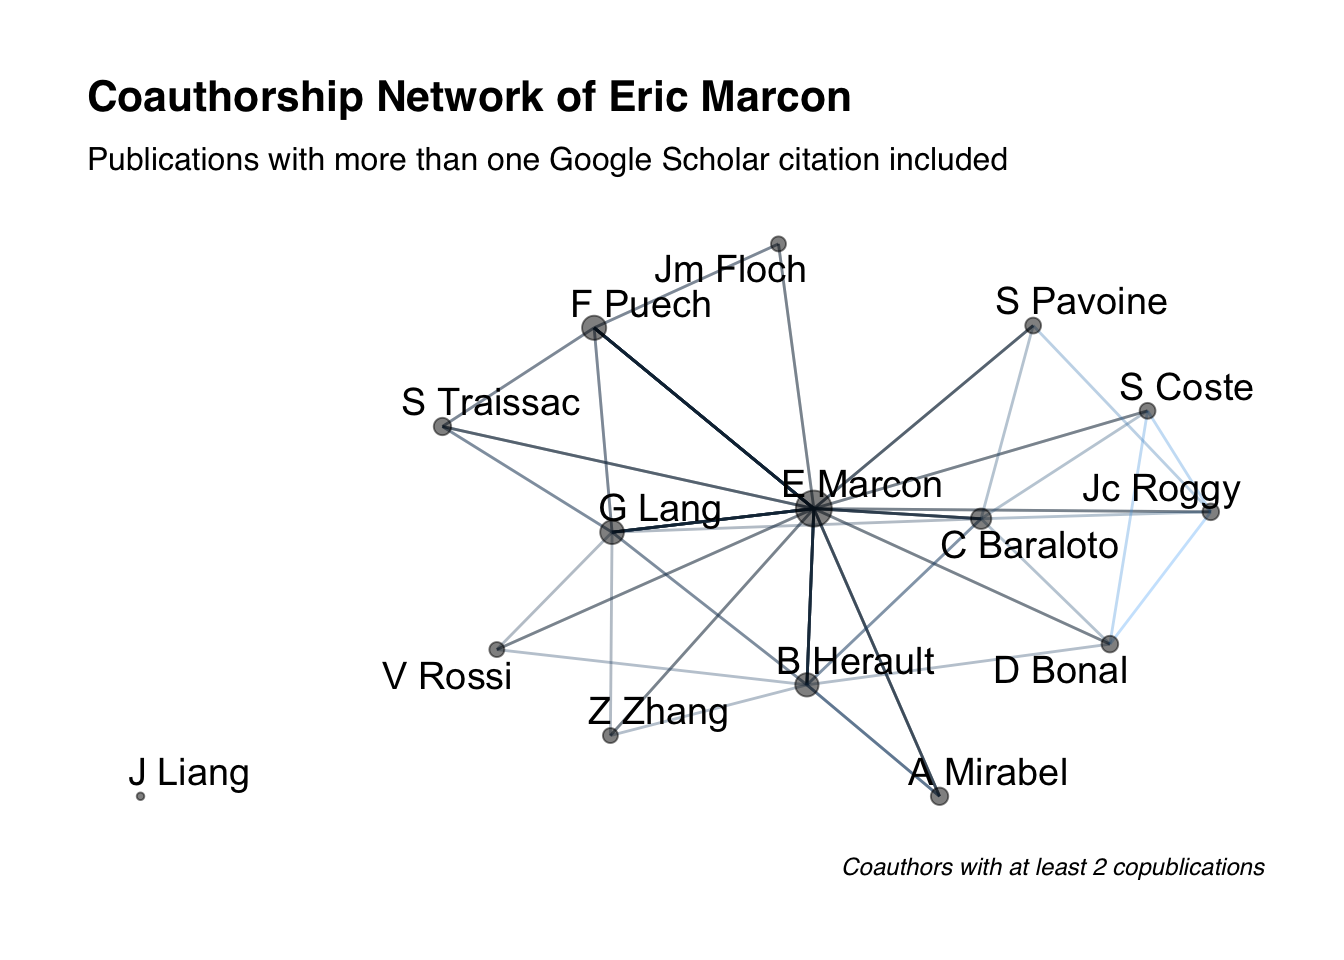 Coauthorship Network of Eric Marcon
Publications with more than one Google Scholar citation included
Jm Floch
F Puech
S Pavoine
S Traissac
S Coste
E Marcon
Jc Roggy
G Lang
C Baraloto
B Herault
V Rossi
D Bonal
Z Zhang
J Liang
A Mirabel
Coauthors with at least 2 copublications